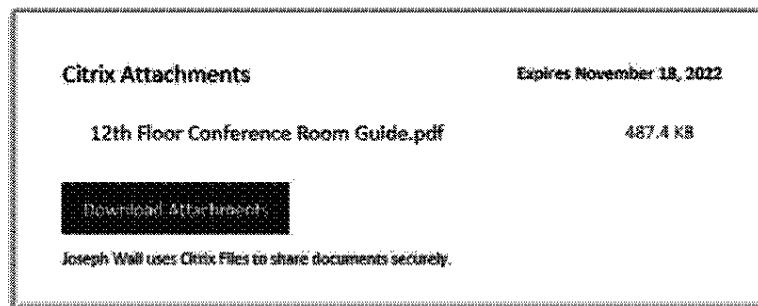 Citrix Attachments Expires November 18, 2022
12th Floor Conference Room Guide.pdf 487.4 KB
Download Attachments
Joseph Wall uses Citrix Files to share documents securely.